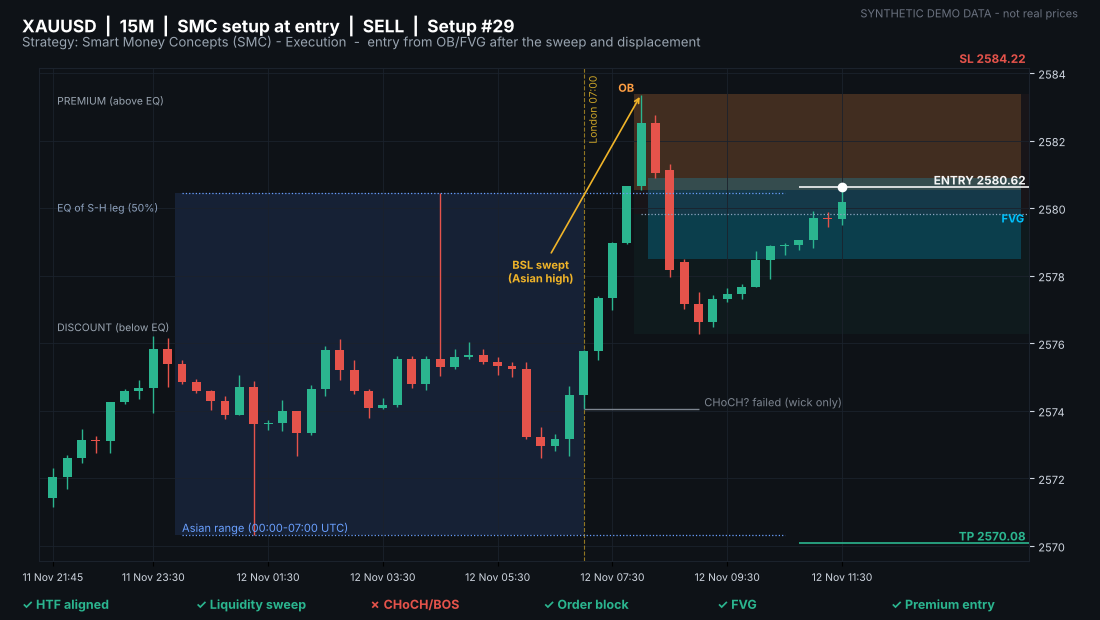 XAUUSD | 15M | SMC setup at entry | SELL | Setup #29
SYNTHETIC DEMO DATA - not real prices
Strategy: Smart Money Concepts (SMC) - Execution - entry from OB/FVG after the sweep and displacement
SL 2584.22
2584
London 07:00
OB
PREMIUM (above EQ)
2582
ENTRY 2580.62
EQ of S-H leg (50%)
2580
FVG
BSL swept
(Asian high)
2578
DISCOUNT (below EQ)
2576
CHoCH? failed (wick only)
2574
2572
Asian range (00:00-07:00 UTC)
TP 2570.08
2570
11 Nov 21:45
11 Nov 23:30
12 Nov 01:30
12 Nov 03:30
12 Nov 05:30
12 Nov 07:30
12 Nov 09:30
12 Nov 11:30
✓ HTF aligned
✓ Liquidity sweep
× CHoCH/BOS
✓ Order block
✓ FVG
✓ Premium entry